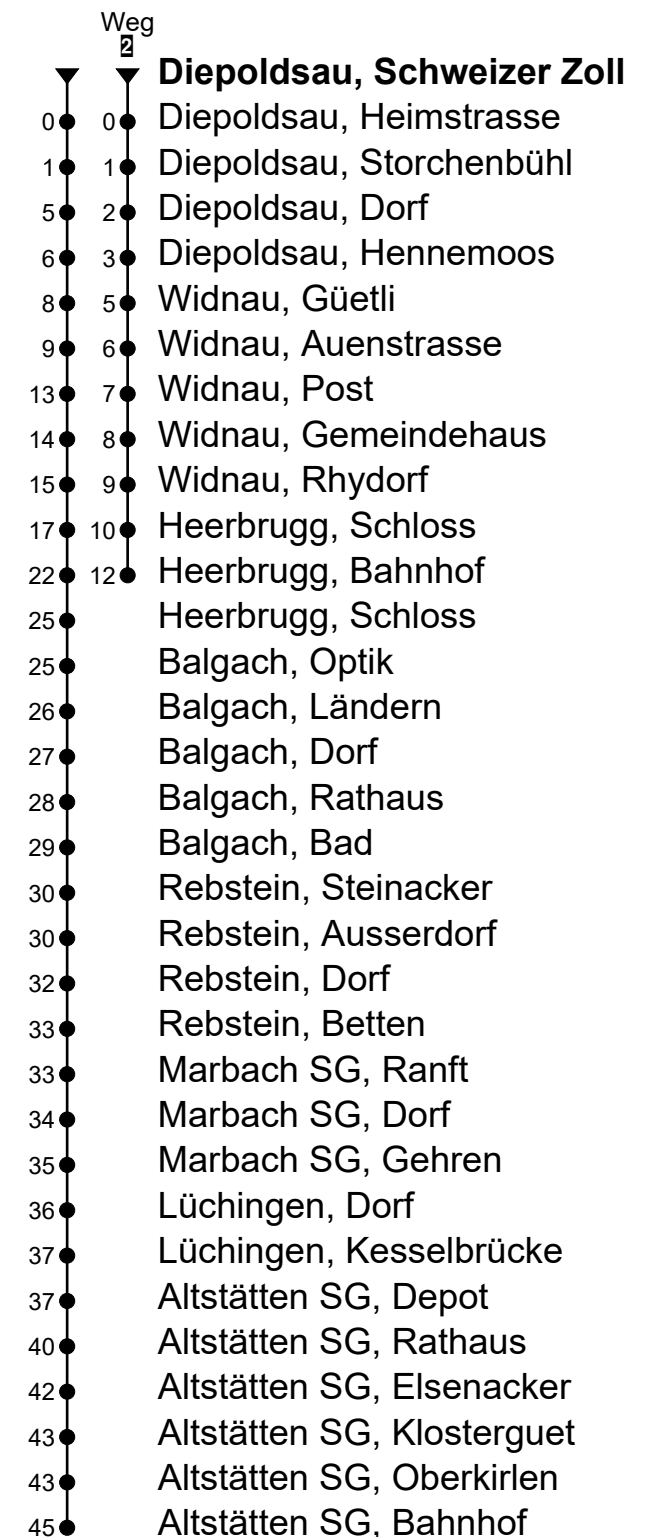 Weg
2
Diepoldsau, Schweizer Zoll
0 0 Diepoldsau, Heimstrasse
1 1 Diepoldsau, Storchenbühl
5 2 Diepoldsau, Dorf
6 3 Diepoldsau, Hennemoos
8 5 Widnau, Güetli
9 6 Widnau, Auenstrasse
13 7 Widnau, Post
14 8 Widnau, Gemeindehaus
15 9 Widnau, Rhydorf
17 10 Heerbrugg, Schloss
22 12 Heerbrugg, Bahnhof
25 Heerbrugg, Schloss
25 Balgach, Optik
26 Balgach, Ländern
27 Balgach, Dorf
28 Balgach, Rathaus
29 Balgach, Bad
30 Rebstein, Steinacker
30 Rebstein, Ausserdorf
32 Rebstein, Dorf
33 Rebstein, Betten
33 Marbach SG, Ranft
34 Marbach SG, Dorf
35 Marbach SG, Gehren
36 Lüchingen, Dorf
37 Lüchingen, Kesselbrücke
37 Altstätten SG, Depot
40 Altstätten SG, Rathaus
42 Altstätten SG, Elsenacker
43 Altstätten SG, Klosterguet
43 Altstätten SG, Oberkirlen
45 Altstätten SG, Bahnhof